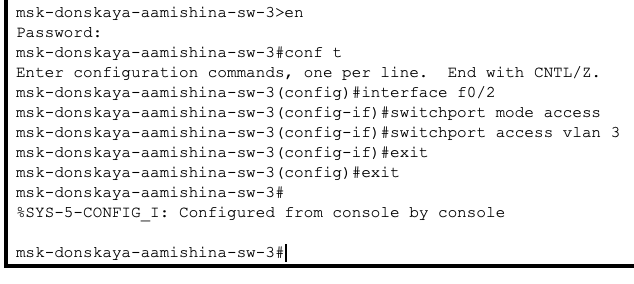 msk-donskaya-aamishina-sw-3>en
Password:
msk-donskaya-aamishina-sw-3#conf t
Enter configuration commands, one per line.  End with CNTL/Z.
msk-donskaya-aamishina-sw-3(config)#interface f0/2
msk-donskaya-aamishina-sw-3(config-if)#switchport mode access
msk-donskaya-aamishina-sw-3(config-if)#switchport access vlan 3
msk-donskaya-aamishina-sw-3(config-if)#exit
msk-donskaya-aamishina-sw-3(config)#exit
msk-donskaya-aamishina-sw-3#
%SYS-5-CONFIG_I: Configured from console by console
msk-donskaya-aamishina-sw-3#